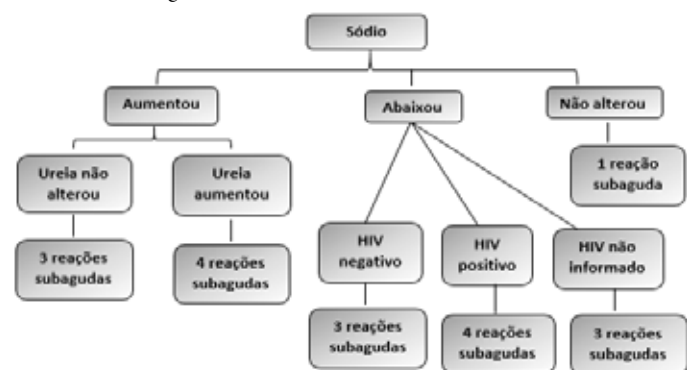 Sódio
Aumentou
Abaixou
Não alterou
Ureia não
alterou
Ureia
aumentou
1 reação
subaguda
3 reações
subagudas
4 reações
subagudas
HIV
negativo
HIV
positivo
HIV não
informado
3 reações
subagudas
4 reações
subagudas
3 reações
subagudas